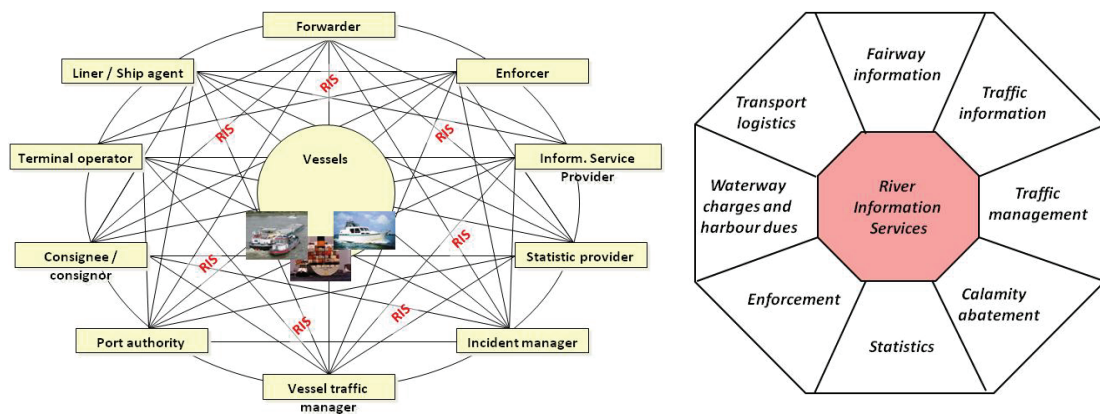 Forwarder
Liner / Ship agent
Enforcer
RIS
RIS
RIS
Terminal operator
Vessels
Inform. Service
Provider
Consignee /
consignor
RIS
RIS
Statistic provider
RIS
RIS
Port authority
Incident manager
Vessel traffic
manager
Fairway
information
Transport
logistics
Traffic
information
Waterway
charges and
harbour dues
River
Information
Services
Traffic
management
Enforcement
Calamity
abatement
Statistics